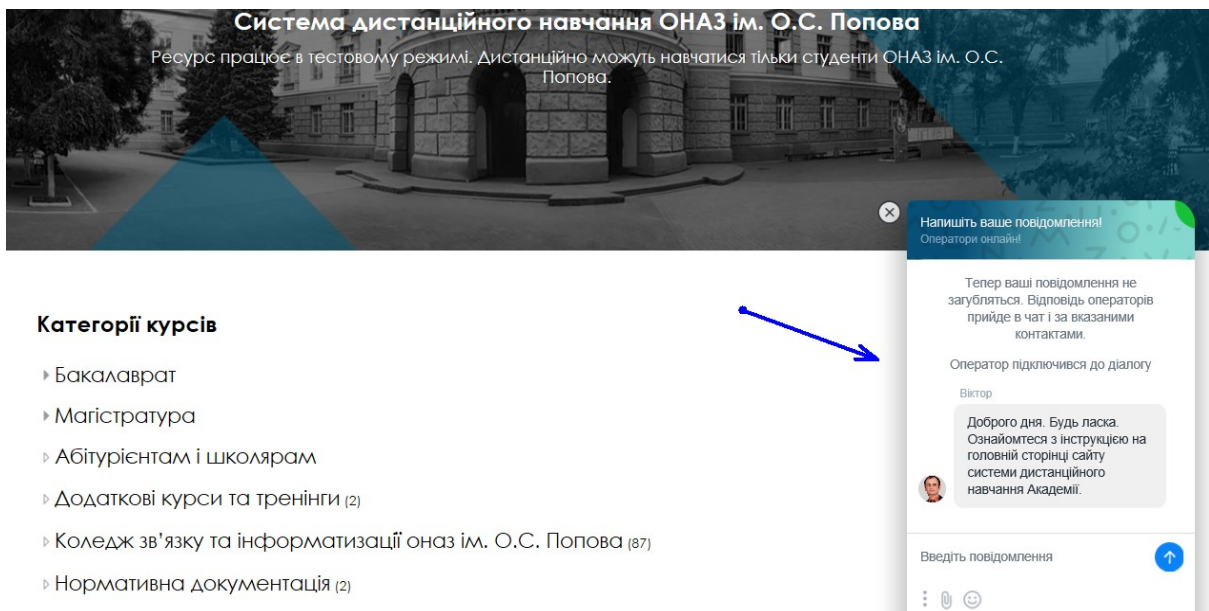 Система дистанційного навчання ОНАЗ ім. О.С. Попова
Ресурс працює в тестовому режимі. Дистанційно можуть навчатися тільки студенти ОНАЗ ім. О.С.
Попова.
Категорії курсів
Бакалаврат
Магістратура
Абітурієнтам і школярам
Додаткові курси та тренінги (2)
Коледж зв’язку та інформатизації оназ ім. О.С. Попова (87)
Нормативна документація (2)
Напишіть ваше повідомлення!
Оператори онлайн!
Тепер ваші повідомлення не
загубляться. Відповідь операторів
прийде в чат і за вказаними
контактами.
Оператор підключився до діалогу
Віктор
Доброго дня. Будь ласка.
Ознайомтеся з інструкцією на
головній сторінці сайту
системи дистанційного
навчання Академії.
Введіть повідомлення